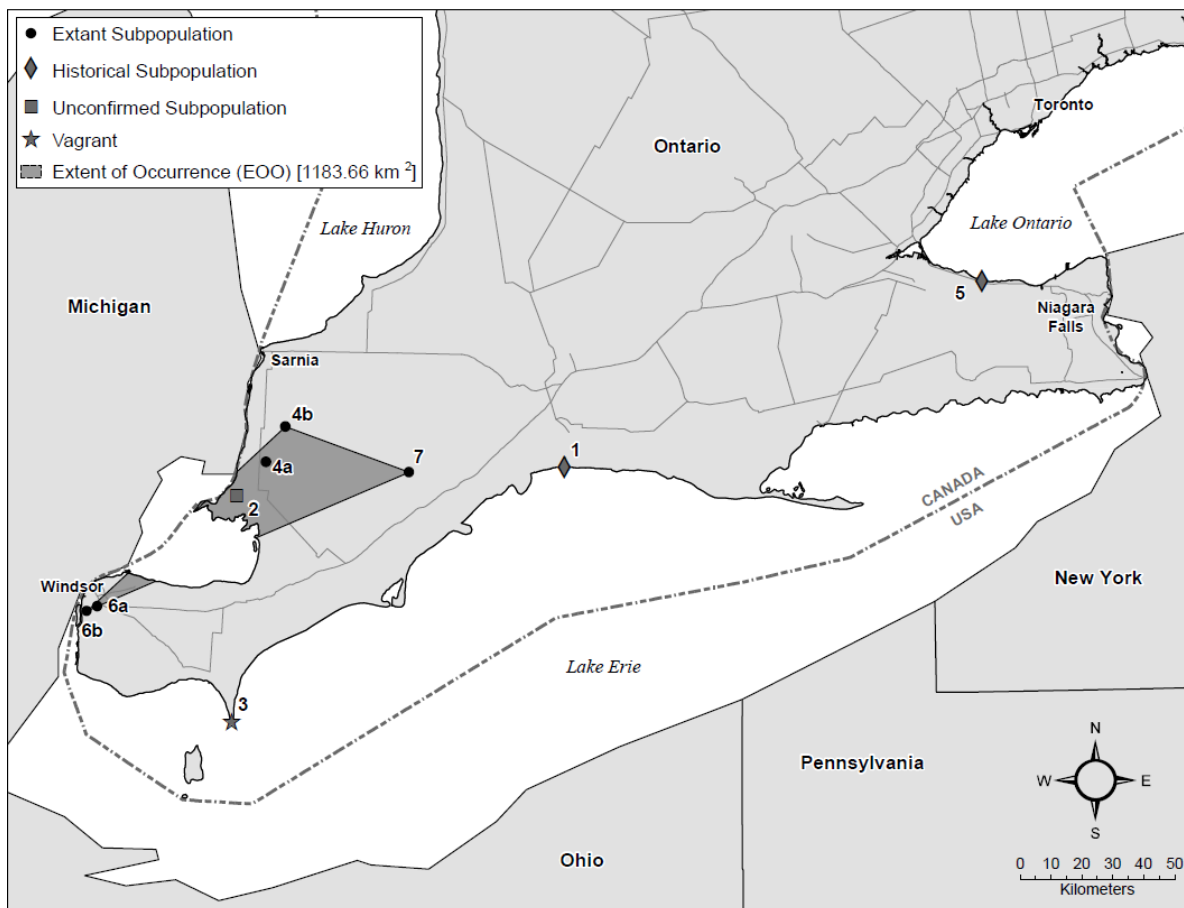 Extant Subpopulation
Historical Subpopulation
Unconfirmed Subpopulation
Vagrant
Extent of Occurrence (EOO) [1183.66 km ²]
Toronto
Ontario
Lake Huron
Lake Ontario
Michigan
5
Niagara
Falls
Sarnia
4b
4a
7
1
2
CANADA
USA
Windsor
6a
6b
New York
Lake Erie
3
N
W
E
S
Pennsylvania
Ohio
0 10 20 30 40 50
Kilometers